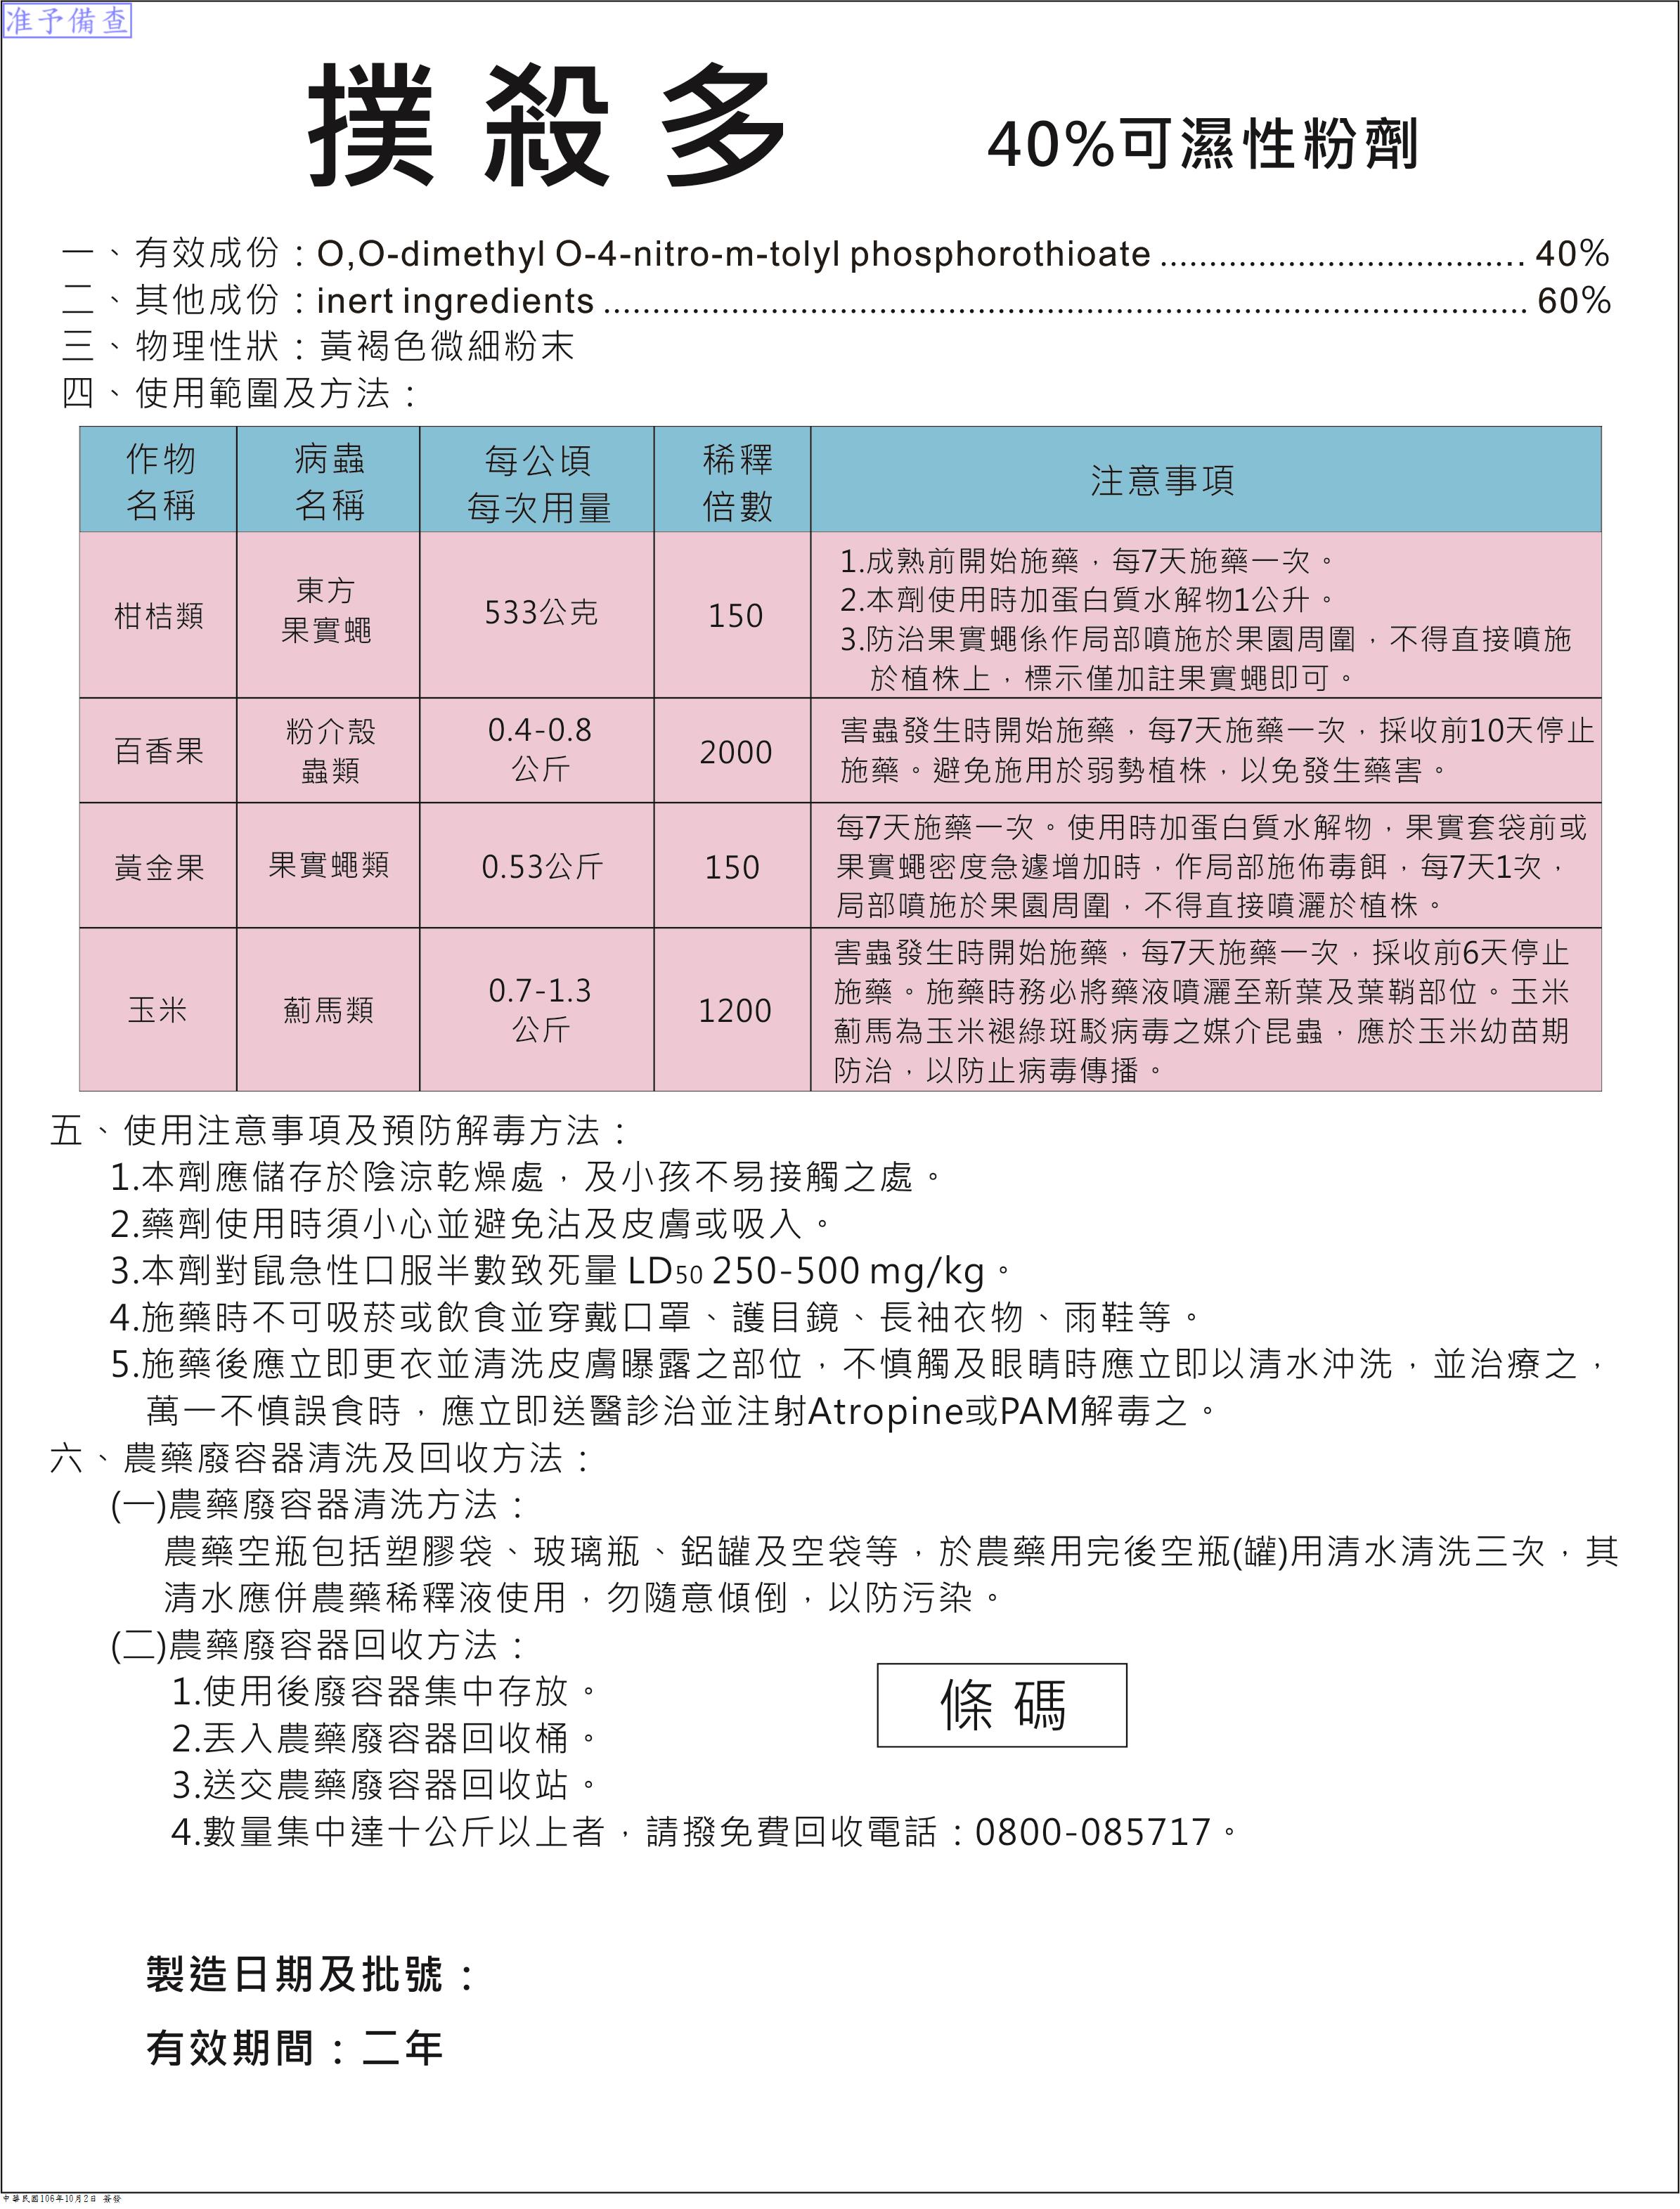 准予備查
撲殺多 40%可濕性粉劑
一、有效成份：O,O-dimethyl O-4-nitro-m-tolyl phosphorothioate ..................................... 40%
二、其他成份：inert ingredients ............................................................................................. 60%
三、物理性狀：黃褐色微細粉末
四、使用範圍及方法：
作物 病蟲 每公頃 稀釋 注意事項
名稱 名稱 每次用量 倍數
柑桔類
東方
果實蠅
533公克
150
1.成熟前開始施藥，每7天施藥一次。
2.本劑使用時加蛋白質水解物1公升。
3.防治果實蠅係作局部噴施於果園周圍，不得直接噴施
於植株上，標示僅加註果實蠅即可。
百香果
粉介殼
蟲類
0.4-0.8
公斤
2000
害蟲發生時開始施藥，每7天施藥一次，採收前10天停止
施藥。避免施用於弱勢植株，以免發生藥害。
黃金果
果實蠅類
0.53公斤
150
每7天施藥一次。使用時加蛋白質水解物，果實套袋前或
果實蠅密度急遽增加時，作局部施佈毒餌，每7天1次，
局部噴施於果園周圍，不得直接噴灑於植株。
玉米
薊馬類
0.7-1.3
公斤
1200
害蟲發生時開始施藥，每7天施藥一次，採收前6天停止
施藥。施藥時務必將藥液噴灑至新葉及葉鞘部位。玉米
薊馬為玉米褪綠斑駁病毒之媒介昆蟲，應於玉米幼苗期
防治，以防止病毒傳播。
五、使用注意事項及預防解毒方法：
1.本劑應儲存於陰涼乾燥處，及小孩不易接觸之處。
2.藥劑使用時須小心並避免沾及皮膚或吸入。
3.本劑對鼠急性口服半數致死量 LD50 250-500 mg/kg。
4.施藥時不可吸菸或飲食並穿戴口罩、護目鏡、長袖衣物、雨鞋等。
5.施藥後應立即更衣並清洗皮膚曝露之部位，不慎觸及眼睛時應立即以清水沖洗，並治療之，
萬一不慎誤食時，應立即送醫診治並注射Atropine或PAM解毒之。
六、農藥廢容器清洗及回收方法：
(一)農藥廢容器清洗方法：
農藥空瓶包括塑膠袋、玻璃瓶、鋁罐及空袋等，於農藥用完後空瓶(罐)用清水清洗三次，其
清水應併農藥稀釋液使用，勿隨意傾倒，以防污染。
(二)農藥廢容器回收方法：
1.使用後廢容器集中存放。
2.丟入農藥廢容器回收桶。
3.送交農藥廢容器回收站。
4.數量集中達十公斤以上者，請撥免費回收電話：0800-085717。
條碼
製造日期及批號：
有效期間：二年
中華民國106年10月2日 簽發